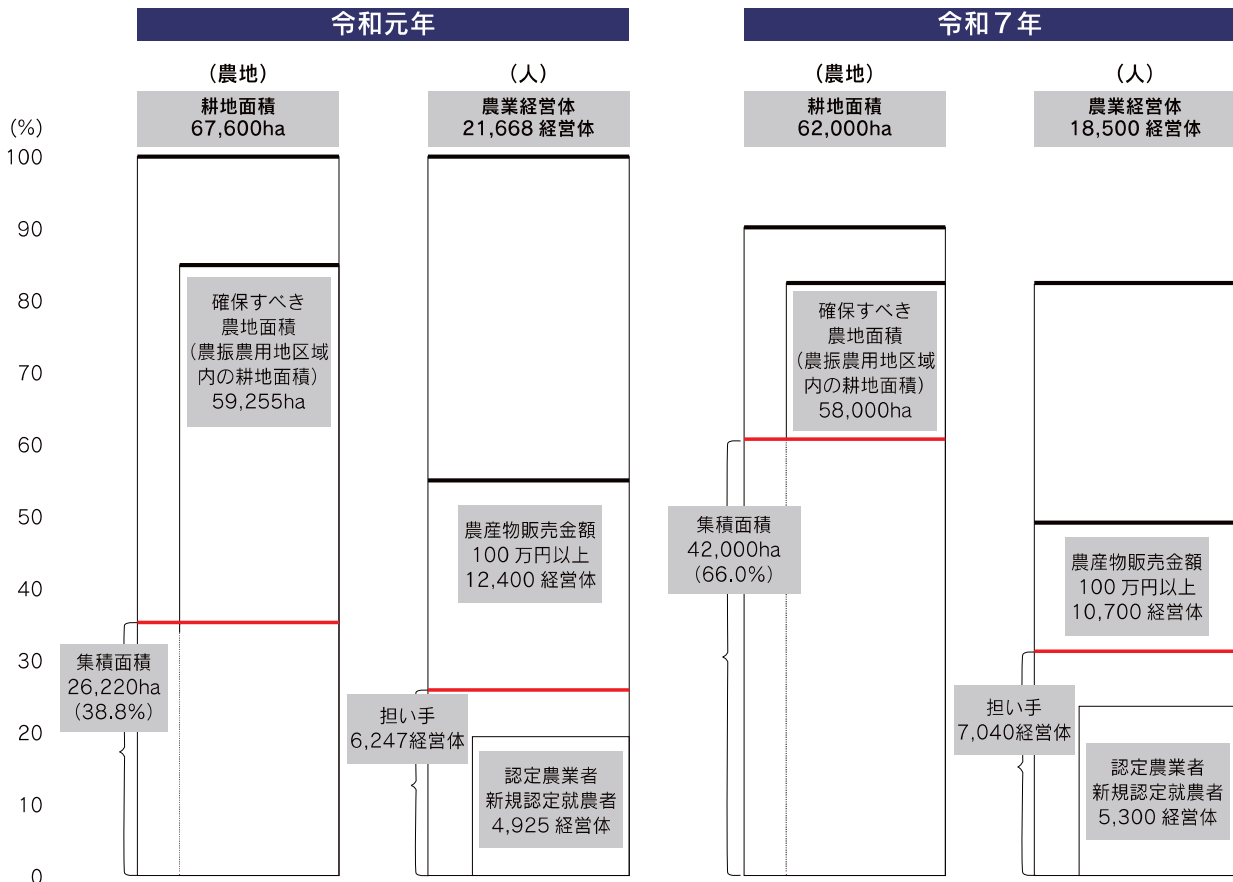 令和元年
(農地)
耕地面積
67,600ha
(人)
農業経営体
21,668 経営体
令和7年
(農地)
耕地面積
62,000ha
(人)
農業経営体
18,500 経営体
(%)
100
90
80
70
60
50
40
30
20
10
0
確保すべき
農地面積
(農振農用地区域
内の耕地面積)
59,255ha
集積面積
26,220ha
(38.8%)
農産物販売金額
100 万円以上
12,400 経営体
担い手
6,247経営体
認定農業者
新規認定就農者
4,925 経営体
確保すべき
農地面積
(農振農用地区域
内の耕地面積)
58,000ha
集積面積
42,000ha
(66.0%)
農産物販売金額
100 万円以上
10,700 経営体
担い手
7,040経営体
認定農業者
新規認定就農者
5,300 経営体